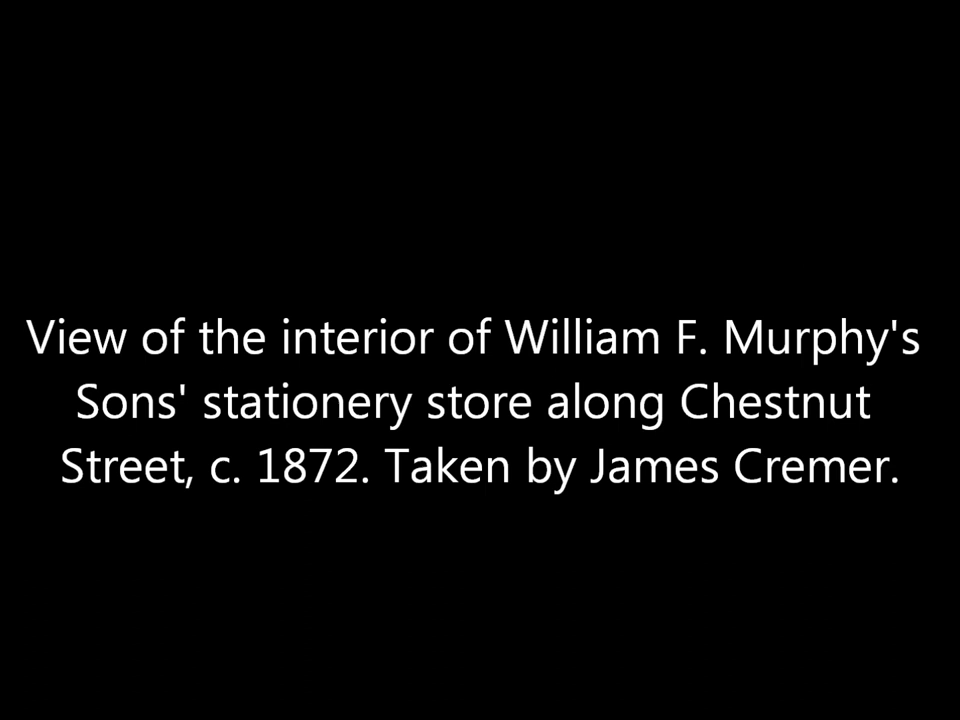 View of the interior of William F. Murphy's
Sons' stationery store along Chestnut
Street, c. 1872. Taken by James Cremer.